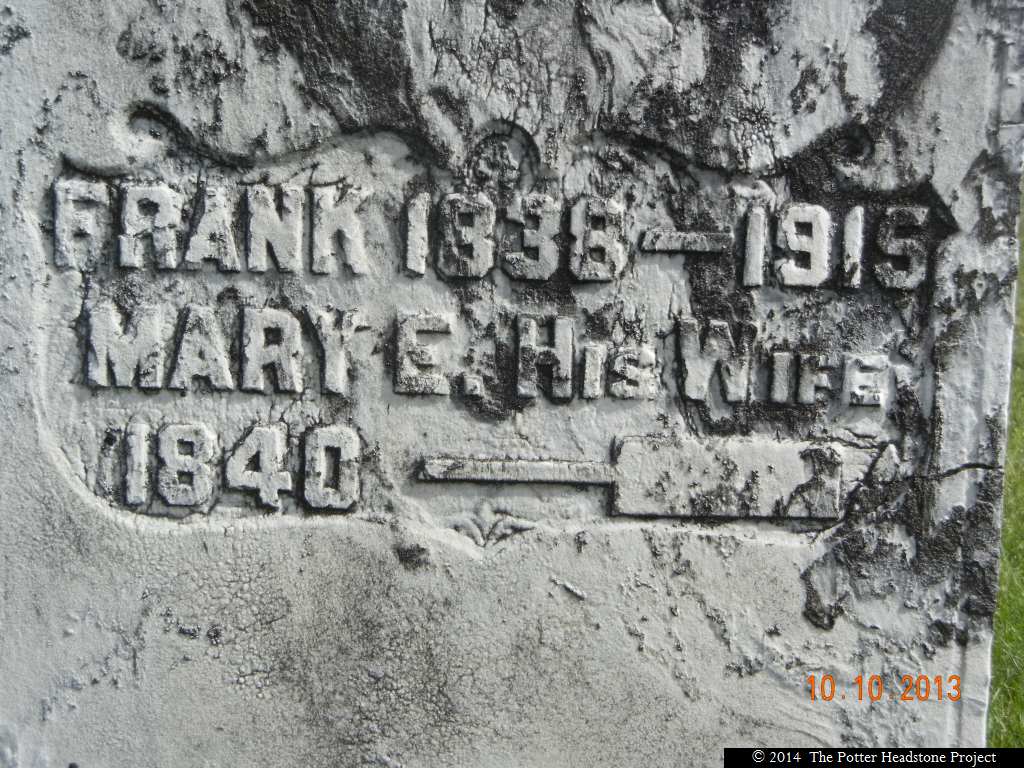 FRANK 1838 — 1915
MARY E. HIS WIFE
1840 —
10.10.2013
© 2014 The Potter Headstone Project